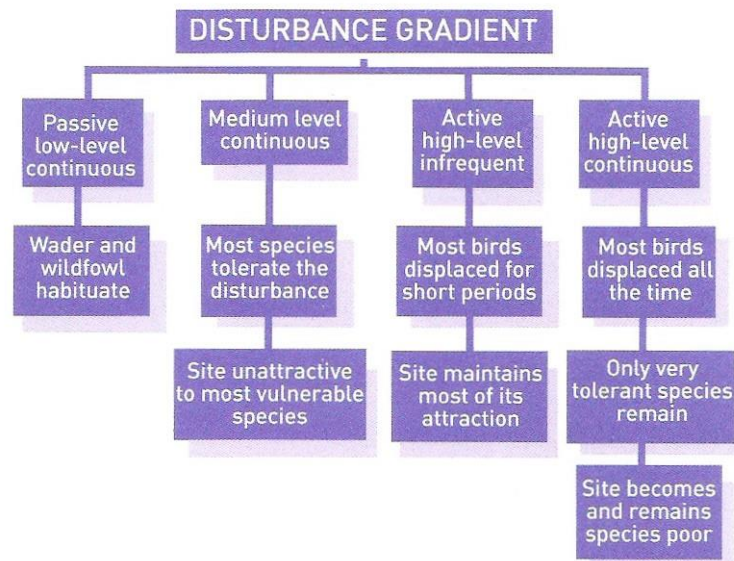 DISTURBANCE GRADIENT
Passive
low-level
continuous
Wader and
wildfowl
habituate
Medium level
continuous
Most species
tolerate the
disturbance
Site unattractive
to most vulnerable
species
Active
high-level
infrequent
Most birds
displaced for
short periods
Site maintains
most of its
attraction
Active
high-level
continuous
Most birds
displaced all
the time
Only very
tolerant species
remain
Site becomes
and remains
species poor